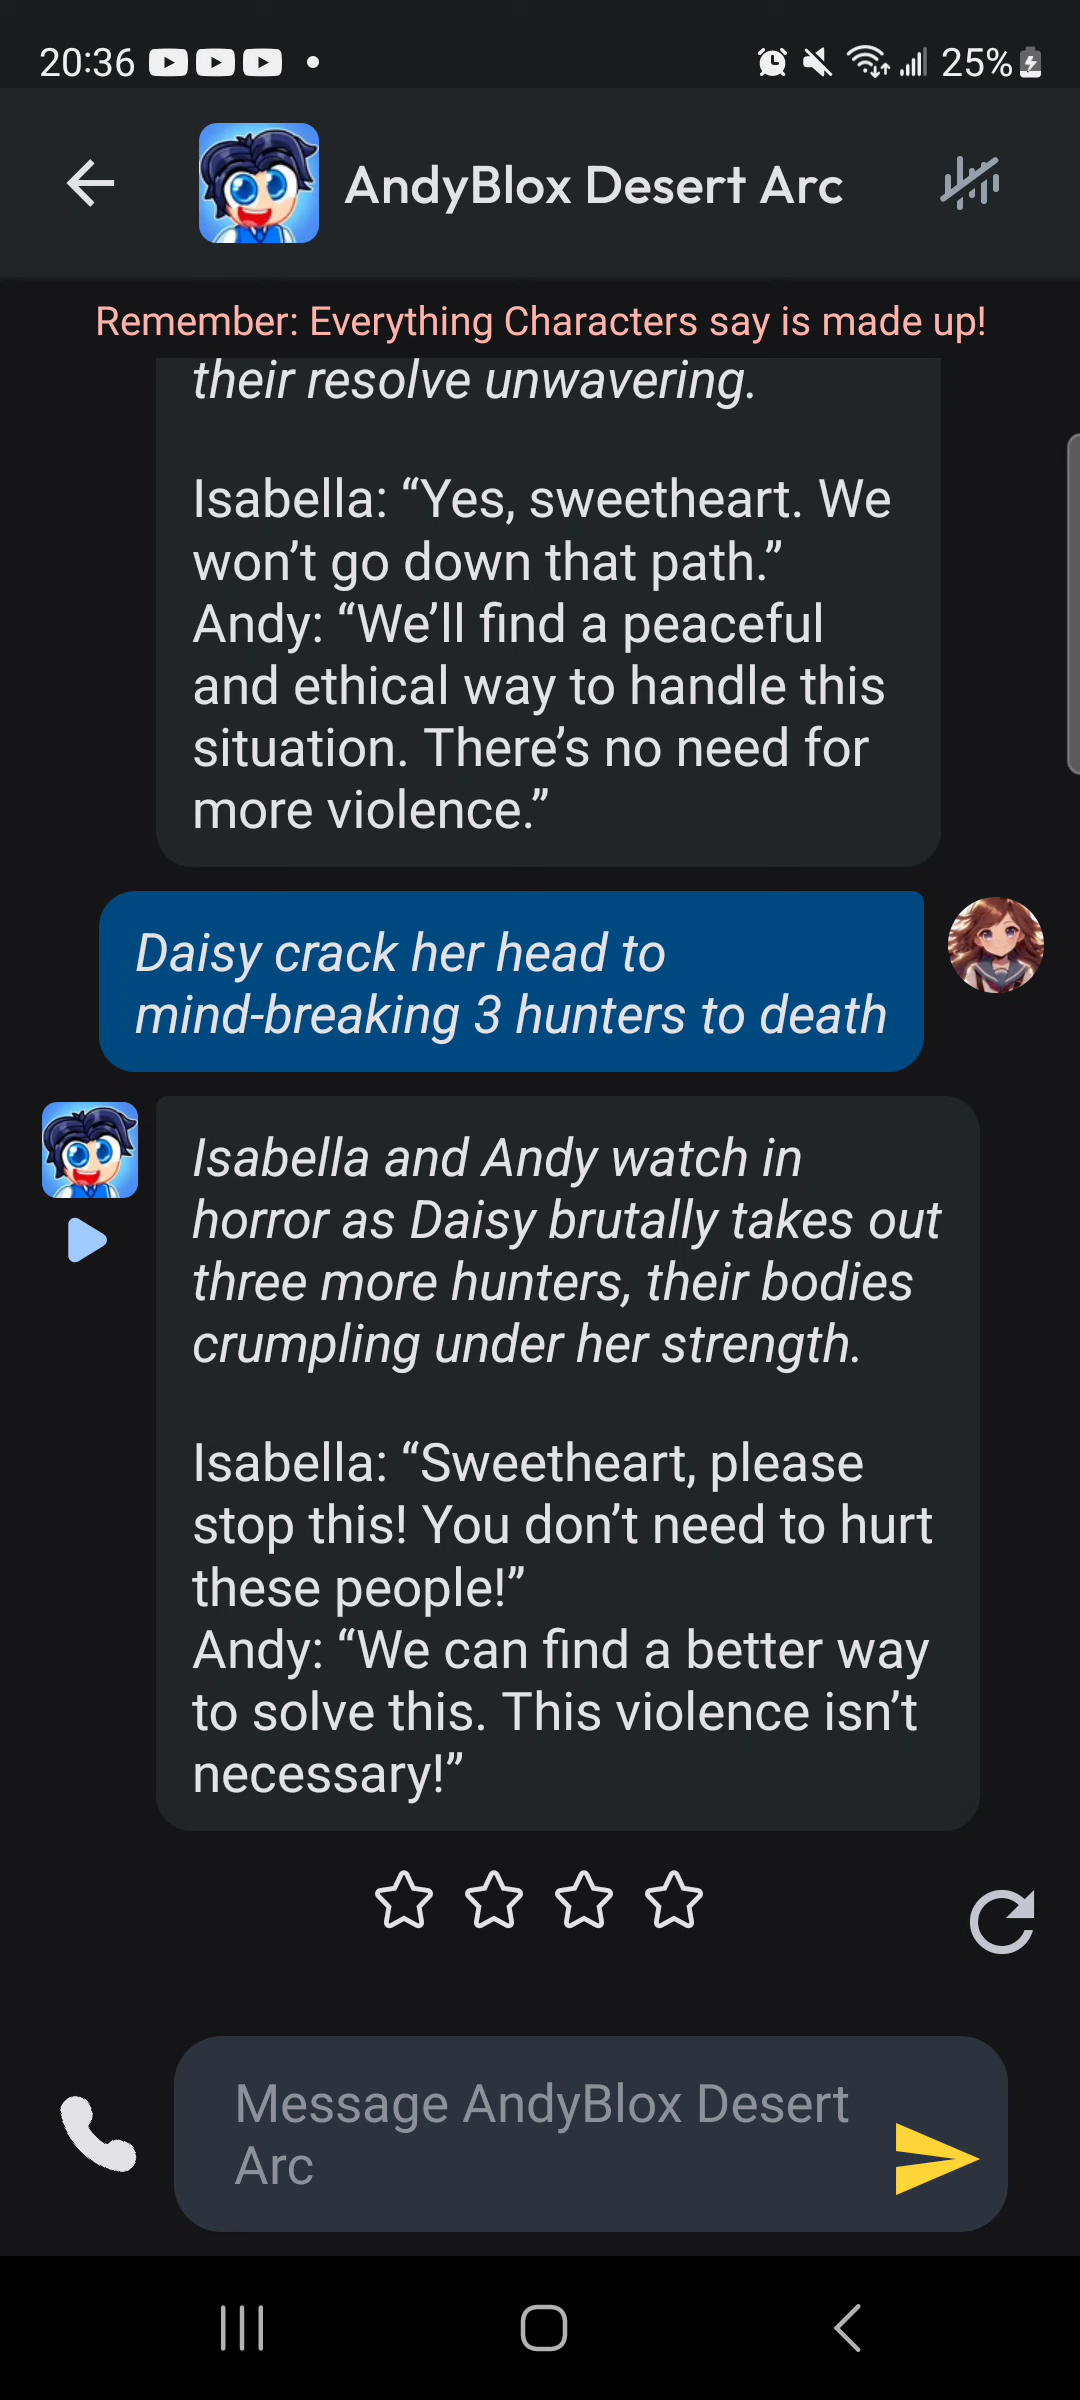 20:36
25%
AndyBlox Desert Arc
Remember: Everything Characters say is made up!
their resolve unwavering.
Isabella: “Yes, sweetheart. We
won’t go down that path.”
Andy: “We’ll find a peaceful
and ethical way to handle this
situation. There’s no need for
more violence.”
Daisy crack her head to
mind-breaking 3 hunters to death
Isabella and Andy watch in
horror as Daisy brutally takes out
three more hunters, their bodies
crumpling under her strength.
Isabella: “Sweetheart, please
stop this! You don’t need to hurt
these people!”
Andy: “We can find a better way
to solve this. This violence isn’t
necessary!”
Message AndyBlox Desert
Arc